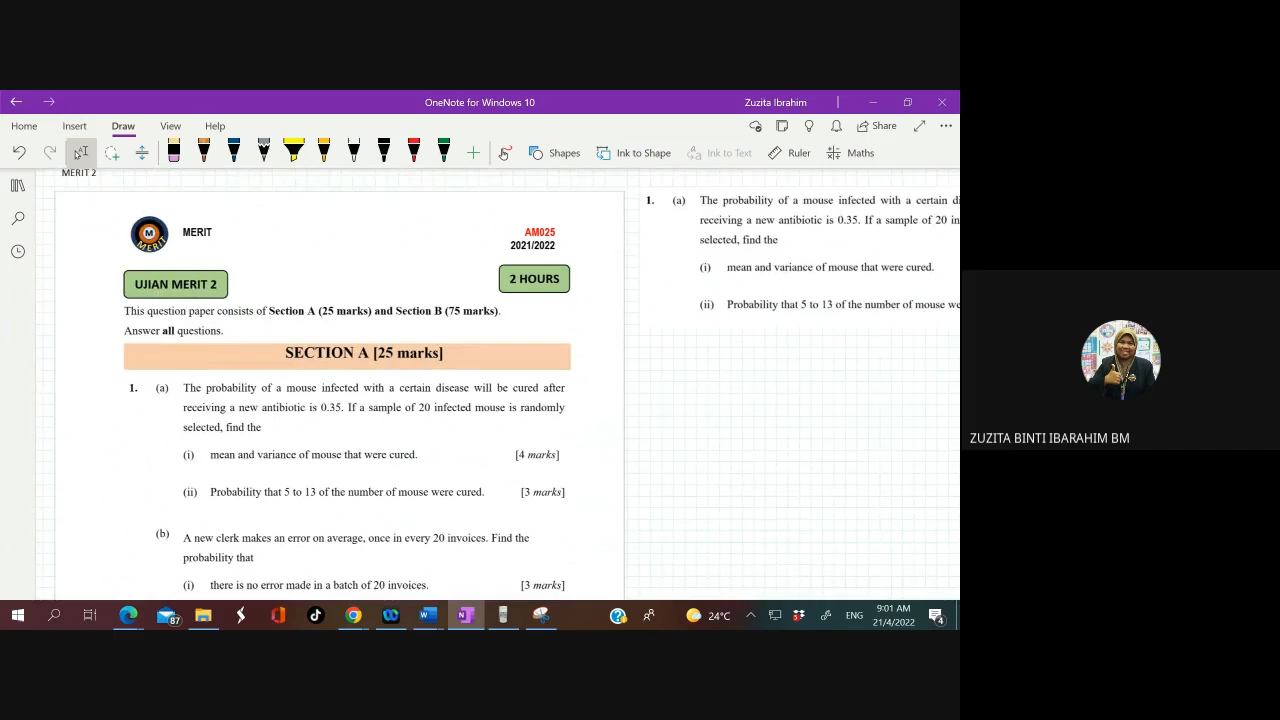 OneNote for Windows 10
Zuzita Ibrahim
Home Insert Draw View Help
Share
Shapes Ink to Shape Ink to Text Ruler Maths
MERIT 2
MERIT
AM025
2021/2022
UJIAN MERIT 2
2 HOURS
This question paper consists of Section A (25 marks) and Section B (75 marks).
Answer all questions.
SECTION A [25 marks]
1. (a) The probability of a mouse infected with a certain disease will be cured after
receiving a new antibiotic is 0.35. If a sample of 20 infected mouse is randomly
selected, find the
(i) mean and variance of mouse that were cured. [4 marks]
(ii) Probability that 5 to 13 of the number of mouse were cured. [3 marks]
(b) A new clerk makes an error on average, once in every 20 invoices. Find the
probability that
(i) there is no error made in a batch of 20 invoices. [3 marks]
1. (a) The probability of a mouse infected with a certain di
receiving a new antibiotic is 0.35. If a sample of 20 in
selected, find the
(i) mean and variance of mouse that were cured.
(ii) Probability that 5 to 13 of the number of mouse we
ZUZITA BINTI IBARAHIM BM
87
24°C
5
ENG
9:01 AM
21/4/2022
4